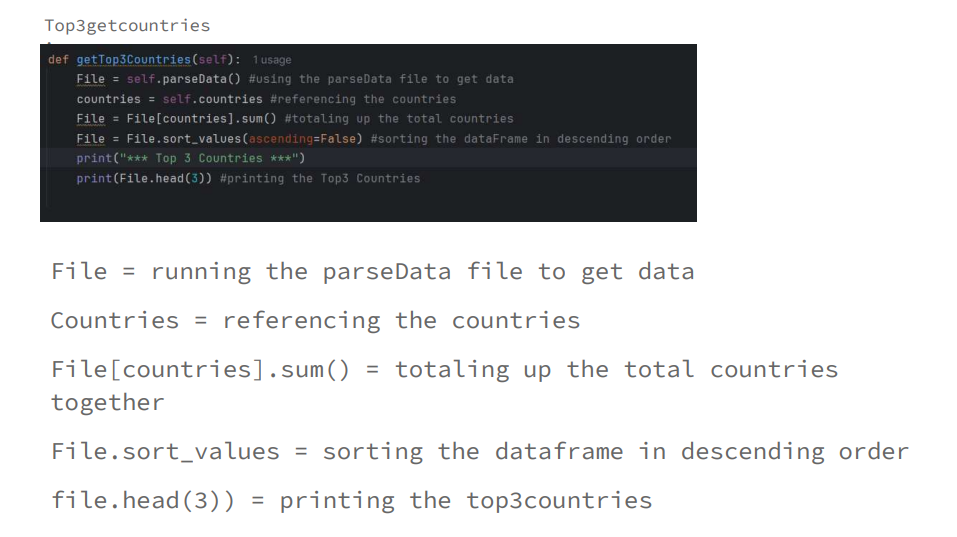 Top3getcountries
def getTop3Countries(self): 1 usage
File = self.parseData() #using the parseData file to get data
countries = self.countries #referencing the countries
File = File[countries].sum() #totaling up the total countries
File = File.sort_values(ascending=False) #sorting the dataFrame in descending order
print("*** Top 3 Countries ***")
print(File.head(3)) #printing the Top3 Countries
File = running the parseData file to get data
Countries = referencing the countries
File[countries].sum() = totaling up the total countries
together
File.sort_values = sorting the dataframe in descending order
file.head(3)) = printing the top3countries